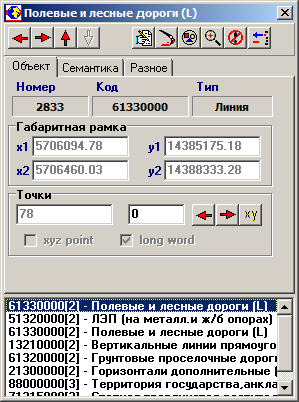 Полевые и лесные дороги (L)
Объект Семантика Разное
Номер Код Тип
2833 61330000 Линия
Габаритная рамка
x1 5706094.78 y1 14385175.18
x2 5706460.03 y2 14388333.28
Точки
78 0 xy
xyz point long word
61330000[2] - Полевые и лесные дороги (L)
51320000[2] - ЛЭП (на металл.и ж/б опорах)
61330000[2] - Полевые и лесные дороги (L)
13210000[2] - Вертикальные линии прямоуго
61320000[2] - Грунтовые проселочные дороги
21300000[2] - Горизонтали дополнительные (
88000000[3] - Территория государства,анкла